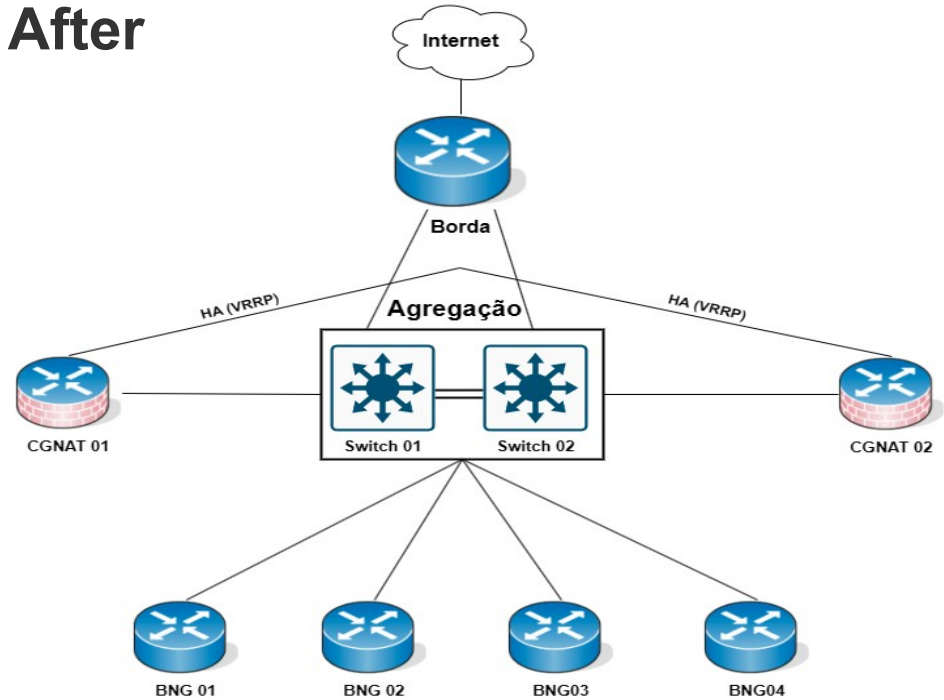 After
Internet
Borda
HA (VRRP)
HA (VRRP)
Agregação
Switch 01
Switch 02
CGNAT 01
CGNAT 02
BNG 01
BNG 02
BNG03
BNG04